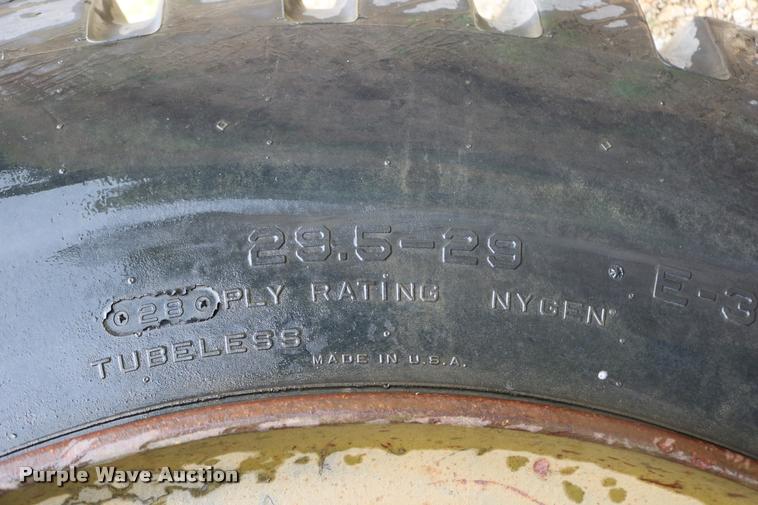 29.5-29
E-3
28 PLY RATING NYGEN
TUBELESS
MADE IN U.S.A.
Purple Wave Auction